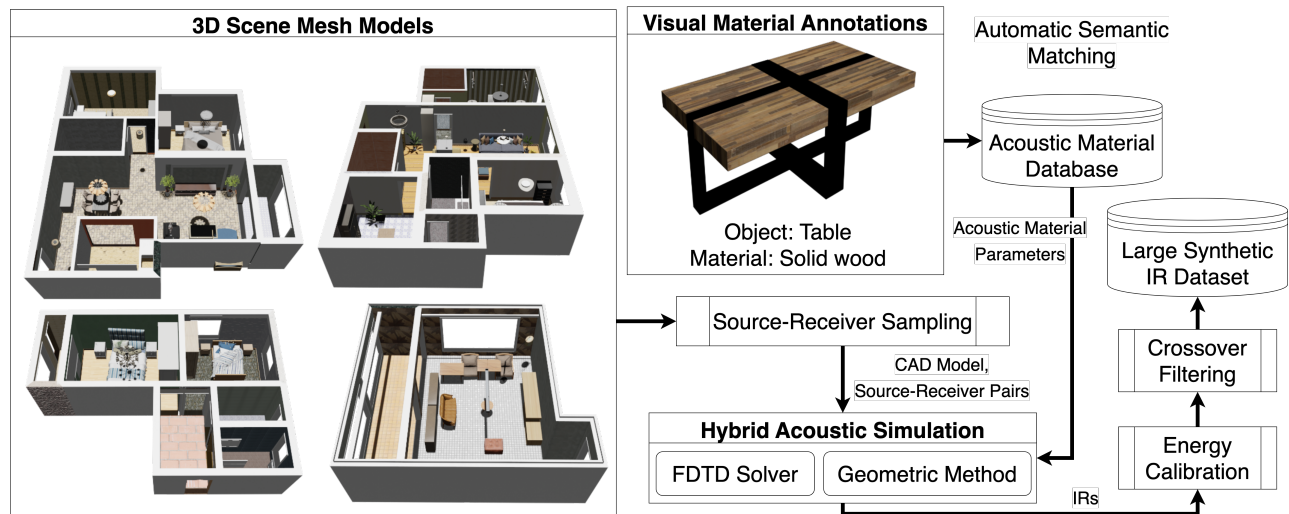 3D Scene Mesh Models
Visual Material Annotations
Object: Table
Material: Solid wood
Automatic Semantic
Matching
Acoustic Material
Database
Acoustic Material
Parameters
Source-Receiver Sampling
CAD Model,
Source-Receiver Pairs
Hybrid Acoustic Simulation
FDTD Solver
Geometric Method
IRs
Energy
Calibration
Crossover
Filtering
Large Synthetic
IR Dataset